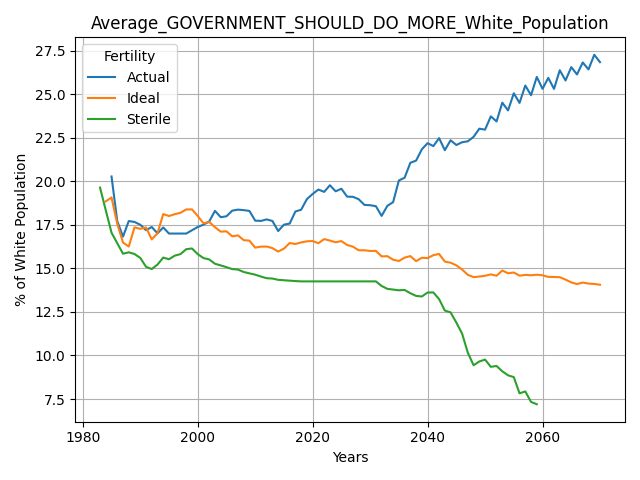 Average_GOVERNMENT_SHOULD_DO_MORE_White_Population
Fertility
Actual
Ideal
Sterile
% of White Population
27.5
25.0
22.5
20.0
17.5
15.0
12.5
10.0
7.5
1980
2000
2020
2040
2060
Years